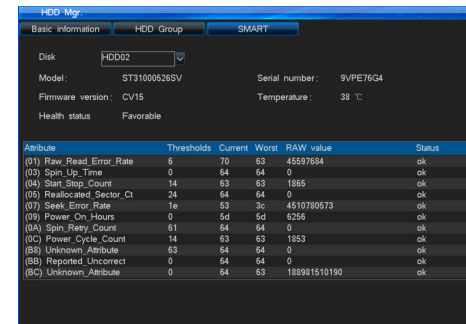 HDD Mgr.
Basic information HDD Group SMART
Disk HDD02
Model: ST31000526SV Serial number: 9VPE76G4
Firmware version: CV15 Temperature: 38 ℃
Health status Favorable
Attribute Thresholds Current Worst RAW value Status
(01) Raw_Read_Error_Rate 6 70 63 45597684 ok
(03) Spin_Up_Time 0 64 64 0 ok
(04) Start_Stop_Count 14 63 63 1865 ok
(05) Reallocated_Sector_Ct 24 64 64 0 ok
(07) Seek_Error_Rate 1e 53 3c 4510780573 ok
(09) Power_On_Hours 0 5d 5d 6256 ok
(0A) Spin_Retry_Count 61 64 64 0 ok
(0C) Power_Cycle_Count 14 63 63 1853 ok
(B8) Unknown_Attribute 63 64 64 0 ok
(BB) Reported_Uncorrect 0 64 64 0 ok
(BC) Unknown_Attribute 0 64 63 188981510190 ok